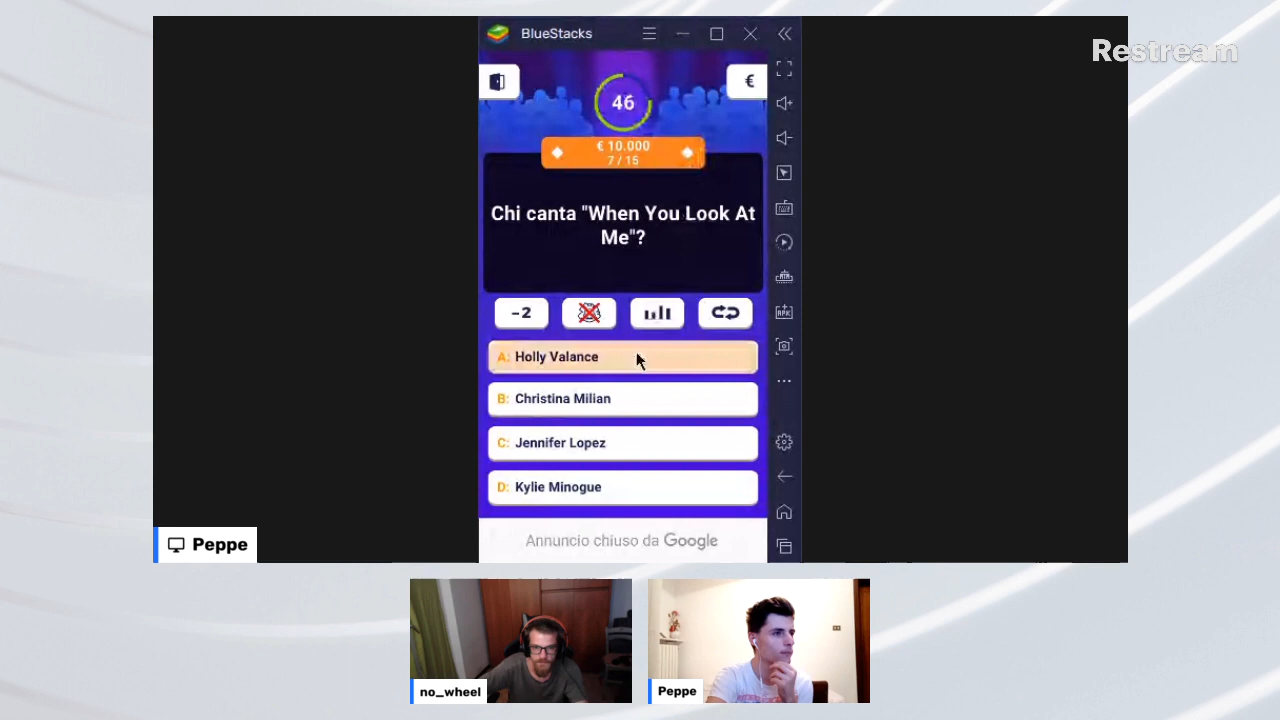 Restream
BlueStacks
€
46
€ 10.000
7 / 15
Chi canta "When You Look At
Me"?
-2
A: Holly Valance
B: Christina Milian
C: Jennifer Lopez
D: Kylie Minogue
Annuncio chiuso da Google
Peppe
no_wheel
Peppe